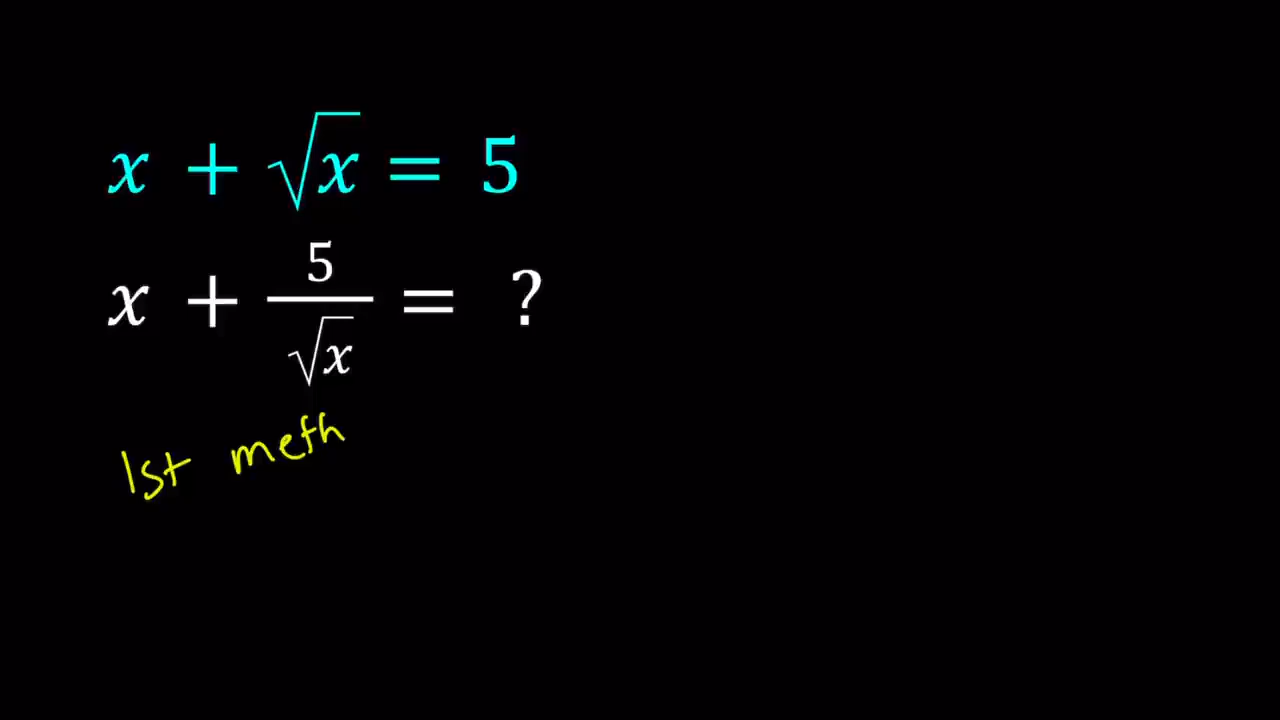 x + √x = 5
x + 5/√x = ?
1st meth